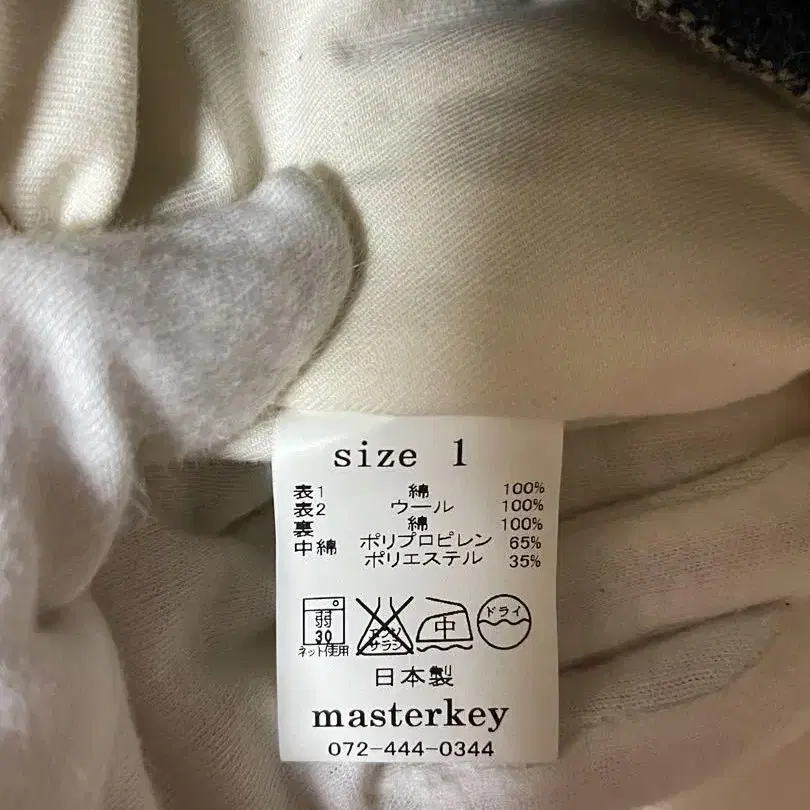 size 1
表1 綿 100%
表2 ウール 100%
裏 綿 100%
中綿 ポリプロピレン 65%
ポリエステル 35%
弱
30
ネット使用
エンソ
サラシ
中
ドライ
日本製
masterkey
072-444-0344